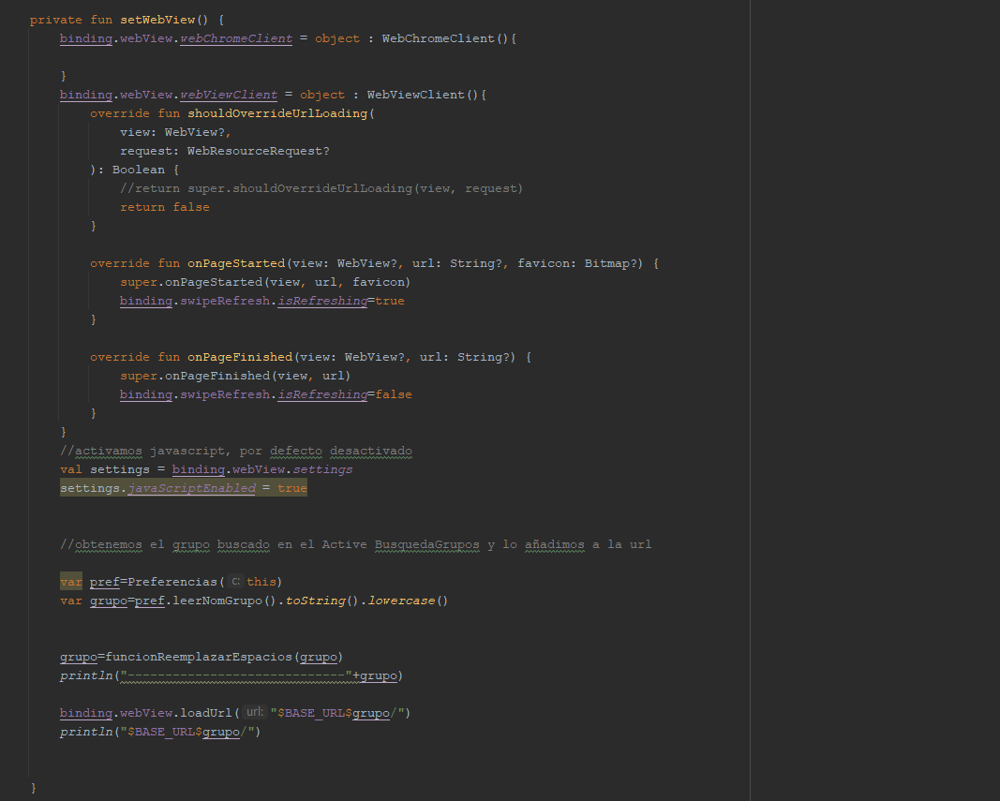 private fun setWebView() {
binding.webView.webChromeClient = object : WebChromeClient(){
}
binding.webView.webViewClient = object : WebViewClient(){
override fun shouldOverrideUrlLoading(
view: WebView?,
request: WebResourceRequest?
): Boolean {
//return super.shouldOverrideUrlLoading(view, request)
return false
}
override fun onPageStarted(view: WebView?, url: String?, favicon: Bitmap?) {
super.onPageStarted(view, url, favicon)
binding.swipeRefresh.isRefreshing=true
}
override fun onPageFinished(view: WebView?, url: String?) {
super.onPageFinished(view, url)
binding.swipeRefresh.isRefreshing=false
}
}
//activamos javascript, por defecto desactivado
val settings = binding.webView.settings
settings.javaScriptEnabled = true
//obtenemos el grupo buscado en el Active BusquedaGrupos y lo añadimos a la url
var pref=Preferencias( c: this)
var grupo=pref.leerNomGrupo().toString().lowercase()
grupo=funcionReemplazarEspacios(grupo)
println("-----------------------------"+grupo)
binding.webView.loadUrl( url: "$BASE_URL$grupo/")
println("$BASE_URL$grupo/")
}